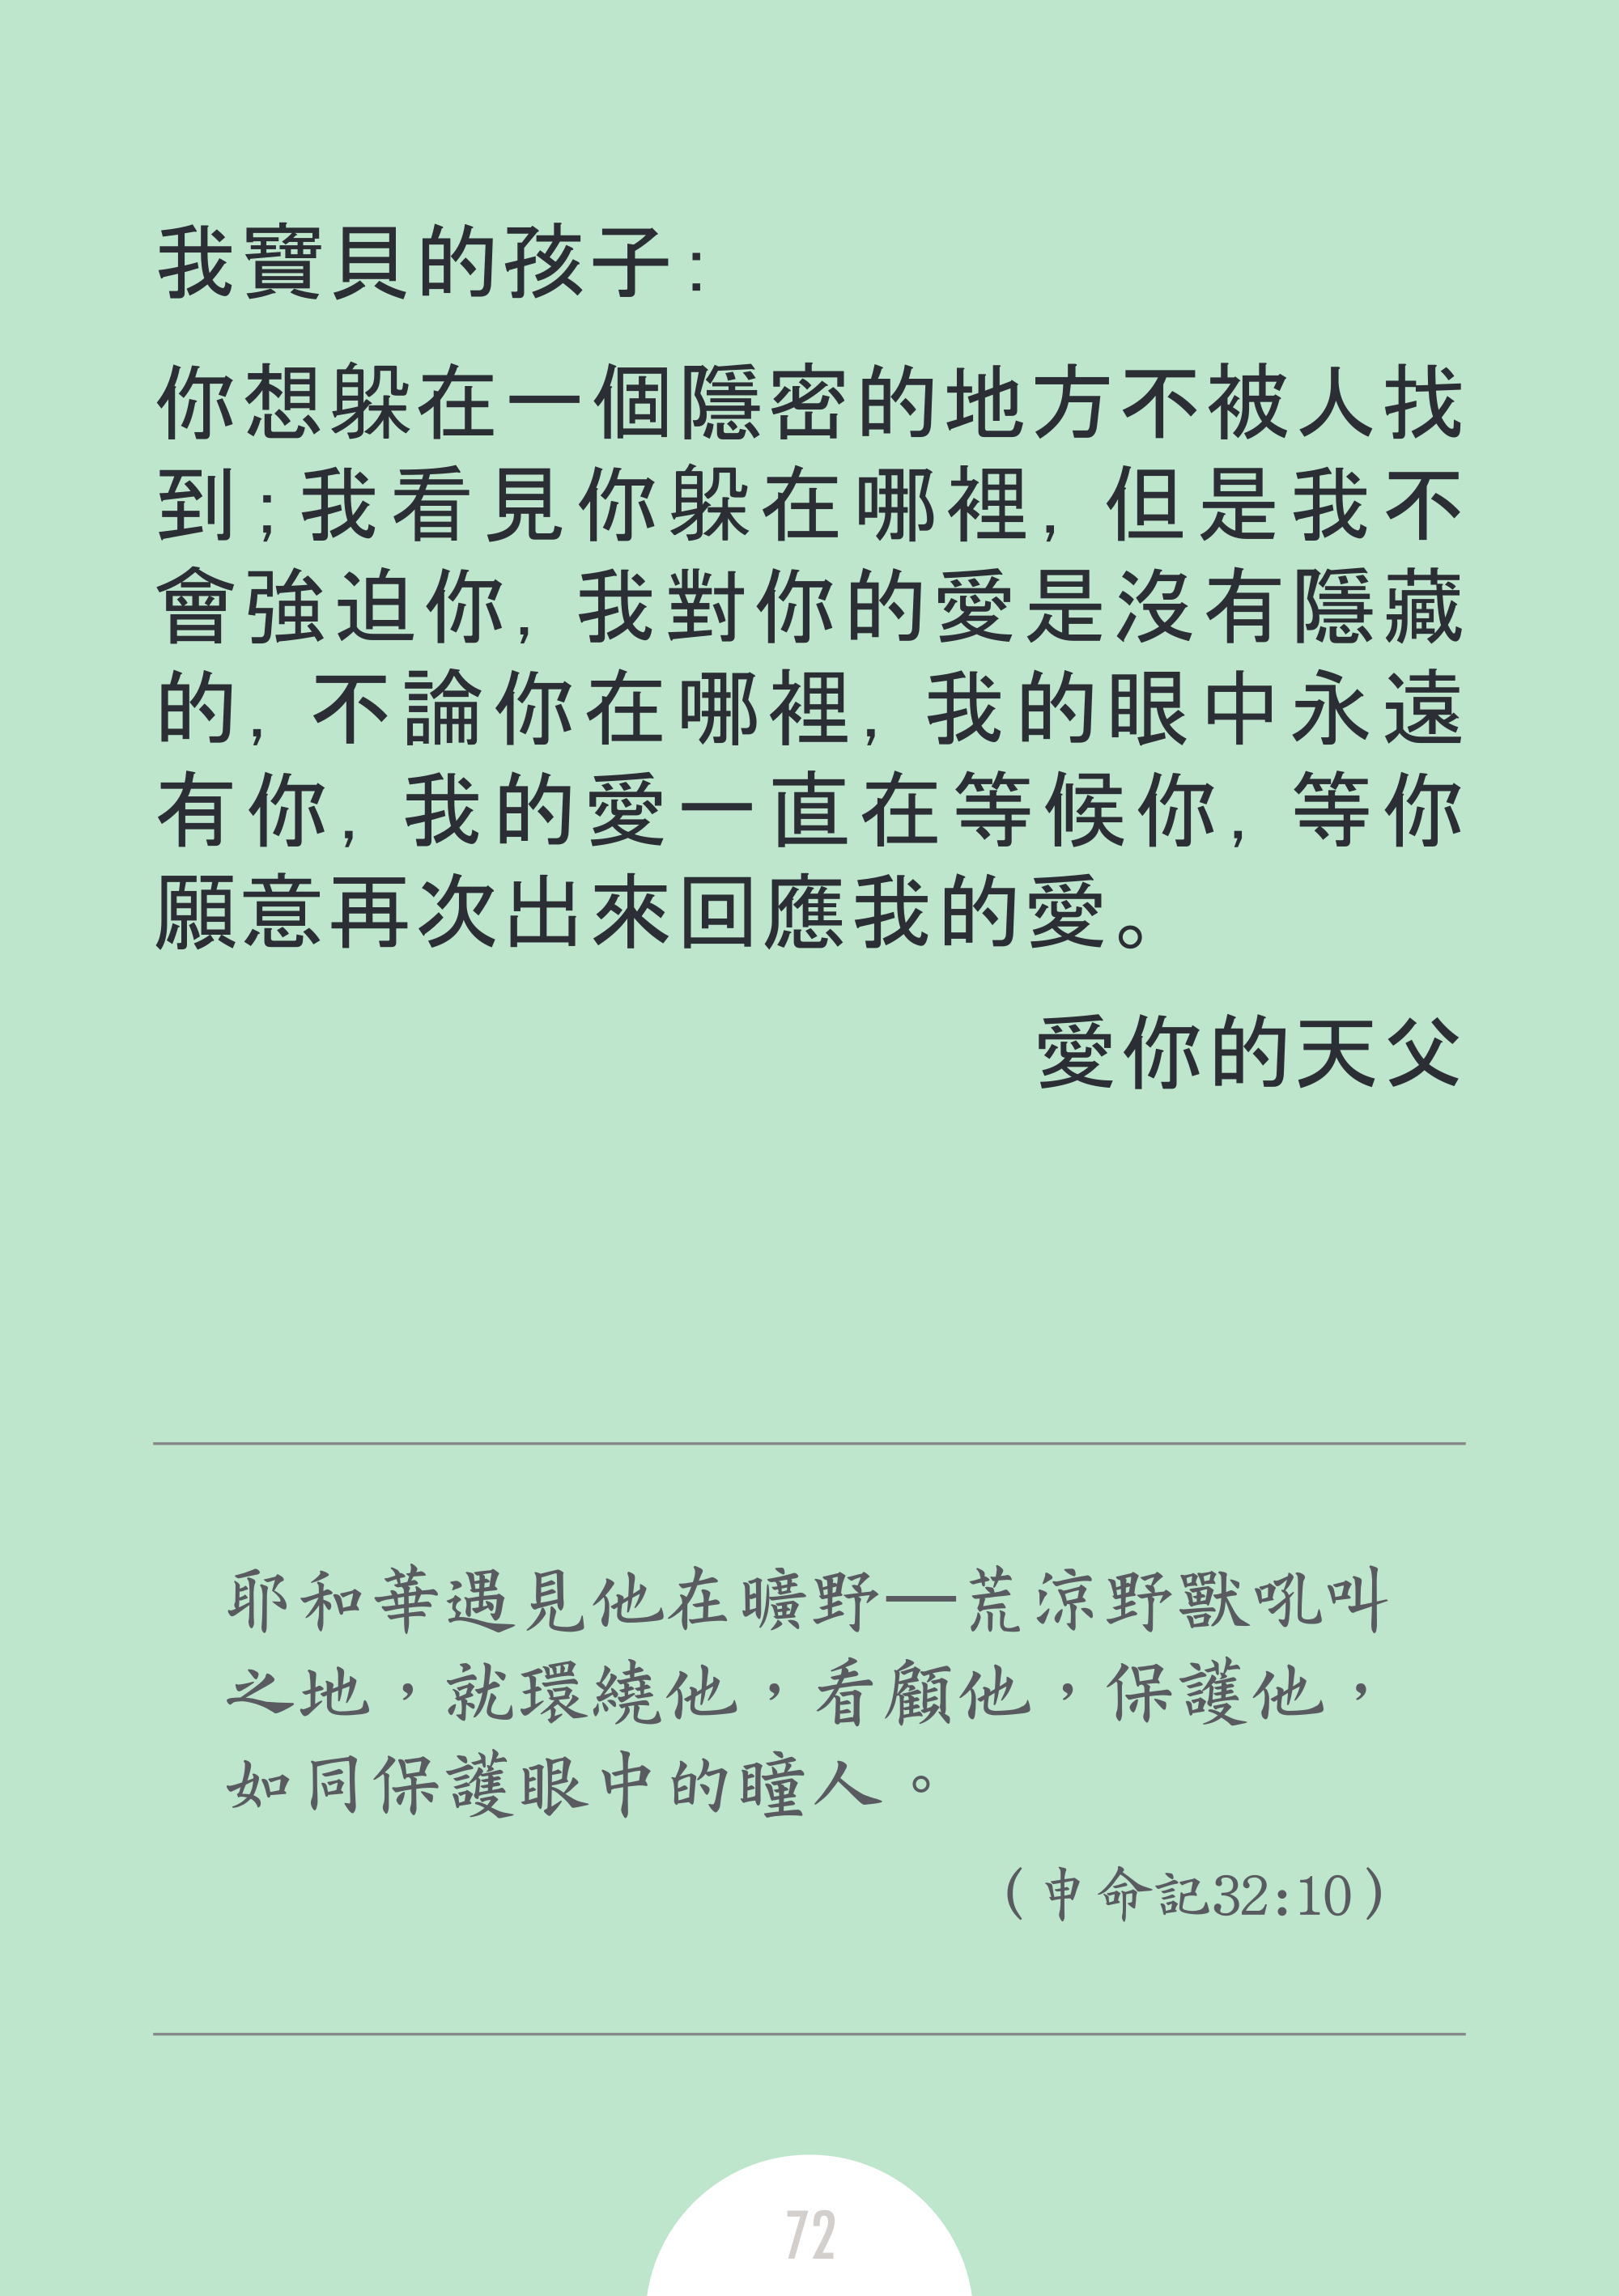 我寶貝的孩子：
你想躲在一個隱密的地方不被人找
到；我看見你躲在哪裡，但是我不
會強迫你，我對你的愛是沒有隱藏
的，不論你在哪裡，我的眼中永遠
有你，我的愛一直在等候你，等你
願意再次出來回應我的愛。
愛你的天父
耶和華遇見他在曠野—荒涼野獸吼叫
之地，就環繞他，看顧他，保護他，
如同保護眼中的瞳人。
（申命記32:10）
72